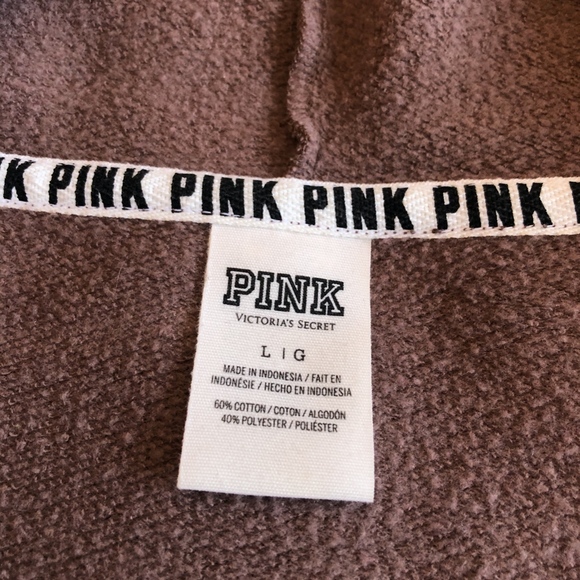 K PINK PINK PINK PINK PINK
PINK
VICTORIA'S SECRET
L | G
MADE IN INDONESIA / FAIT EN
INDONÉSIE / HECHO EN INDONESIA
60% COTTON / COTON / ALGODÓN
40% POLYESTER / POLIÉSTER